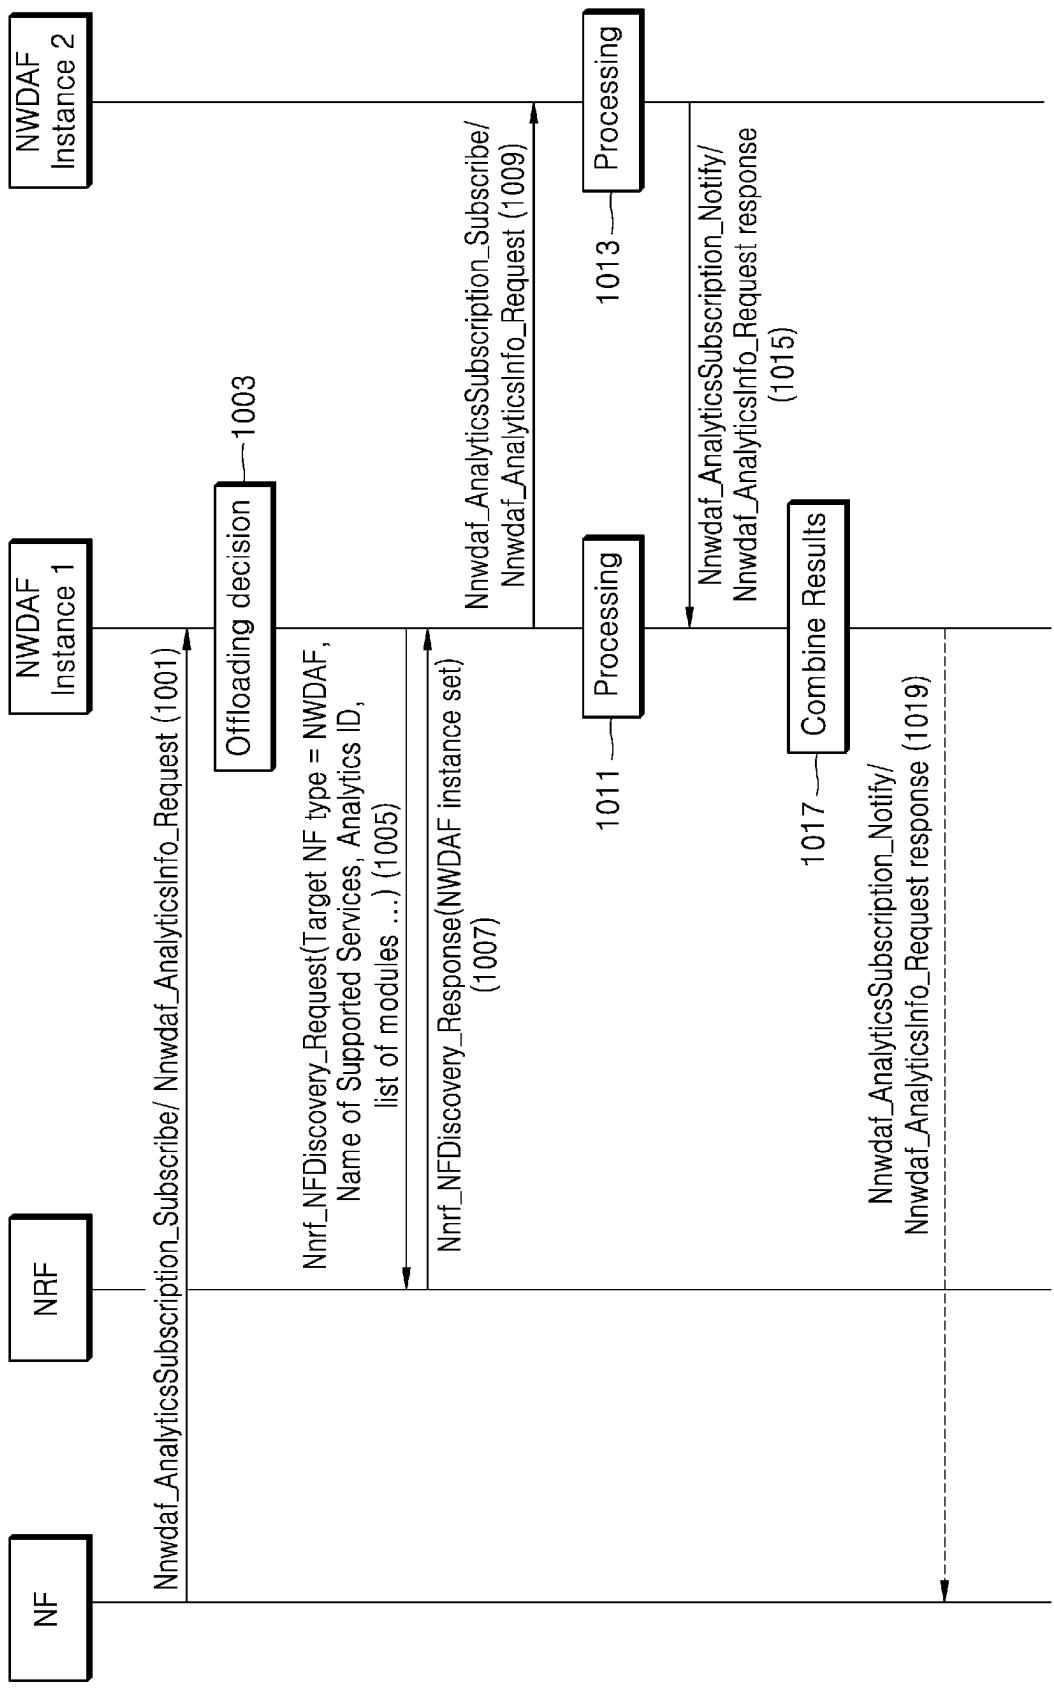 NF
NRF
NWDAF
Instance 1
NWDAF
Instance 2
Nnwdaf_AnalyticsSubscription_Subscribe/ Nnwdaf_AnalyticsInfo_Request (1001)
Offloading decision
1003
Nnrf_NFDiscovery_Request(Target NF type = NWDAF,
Name of Supported Services, Analytics ID,
list of modules ...) (1005)
Nnrf_NFDiscovery_Response(NWDAF instance set)
(1007)
Nnwdaf_AnalyticsSubscription_Subscribe/
Nnwdaf_AnalyticsInfo_Request (1009)
1011
Processing
1013
Processing
Nnwdaf_AnalyticsSubscription_Notify/
Nnwdaf_AnalyticsInfo_Request response
(1015)
1017
Combine Results
Nnwdaf_AnalyticsSubscription_Notify/
Nnwdaf_AnalyticsInfo_Request response (1019)